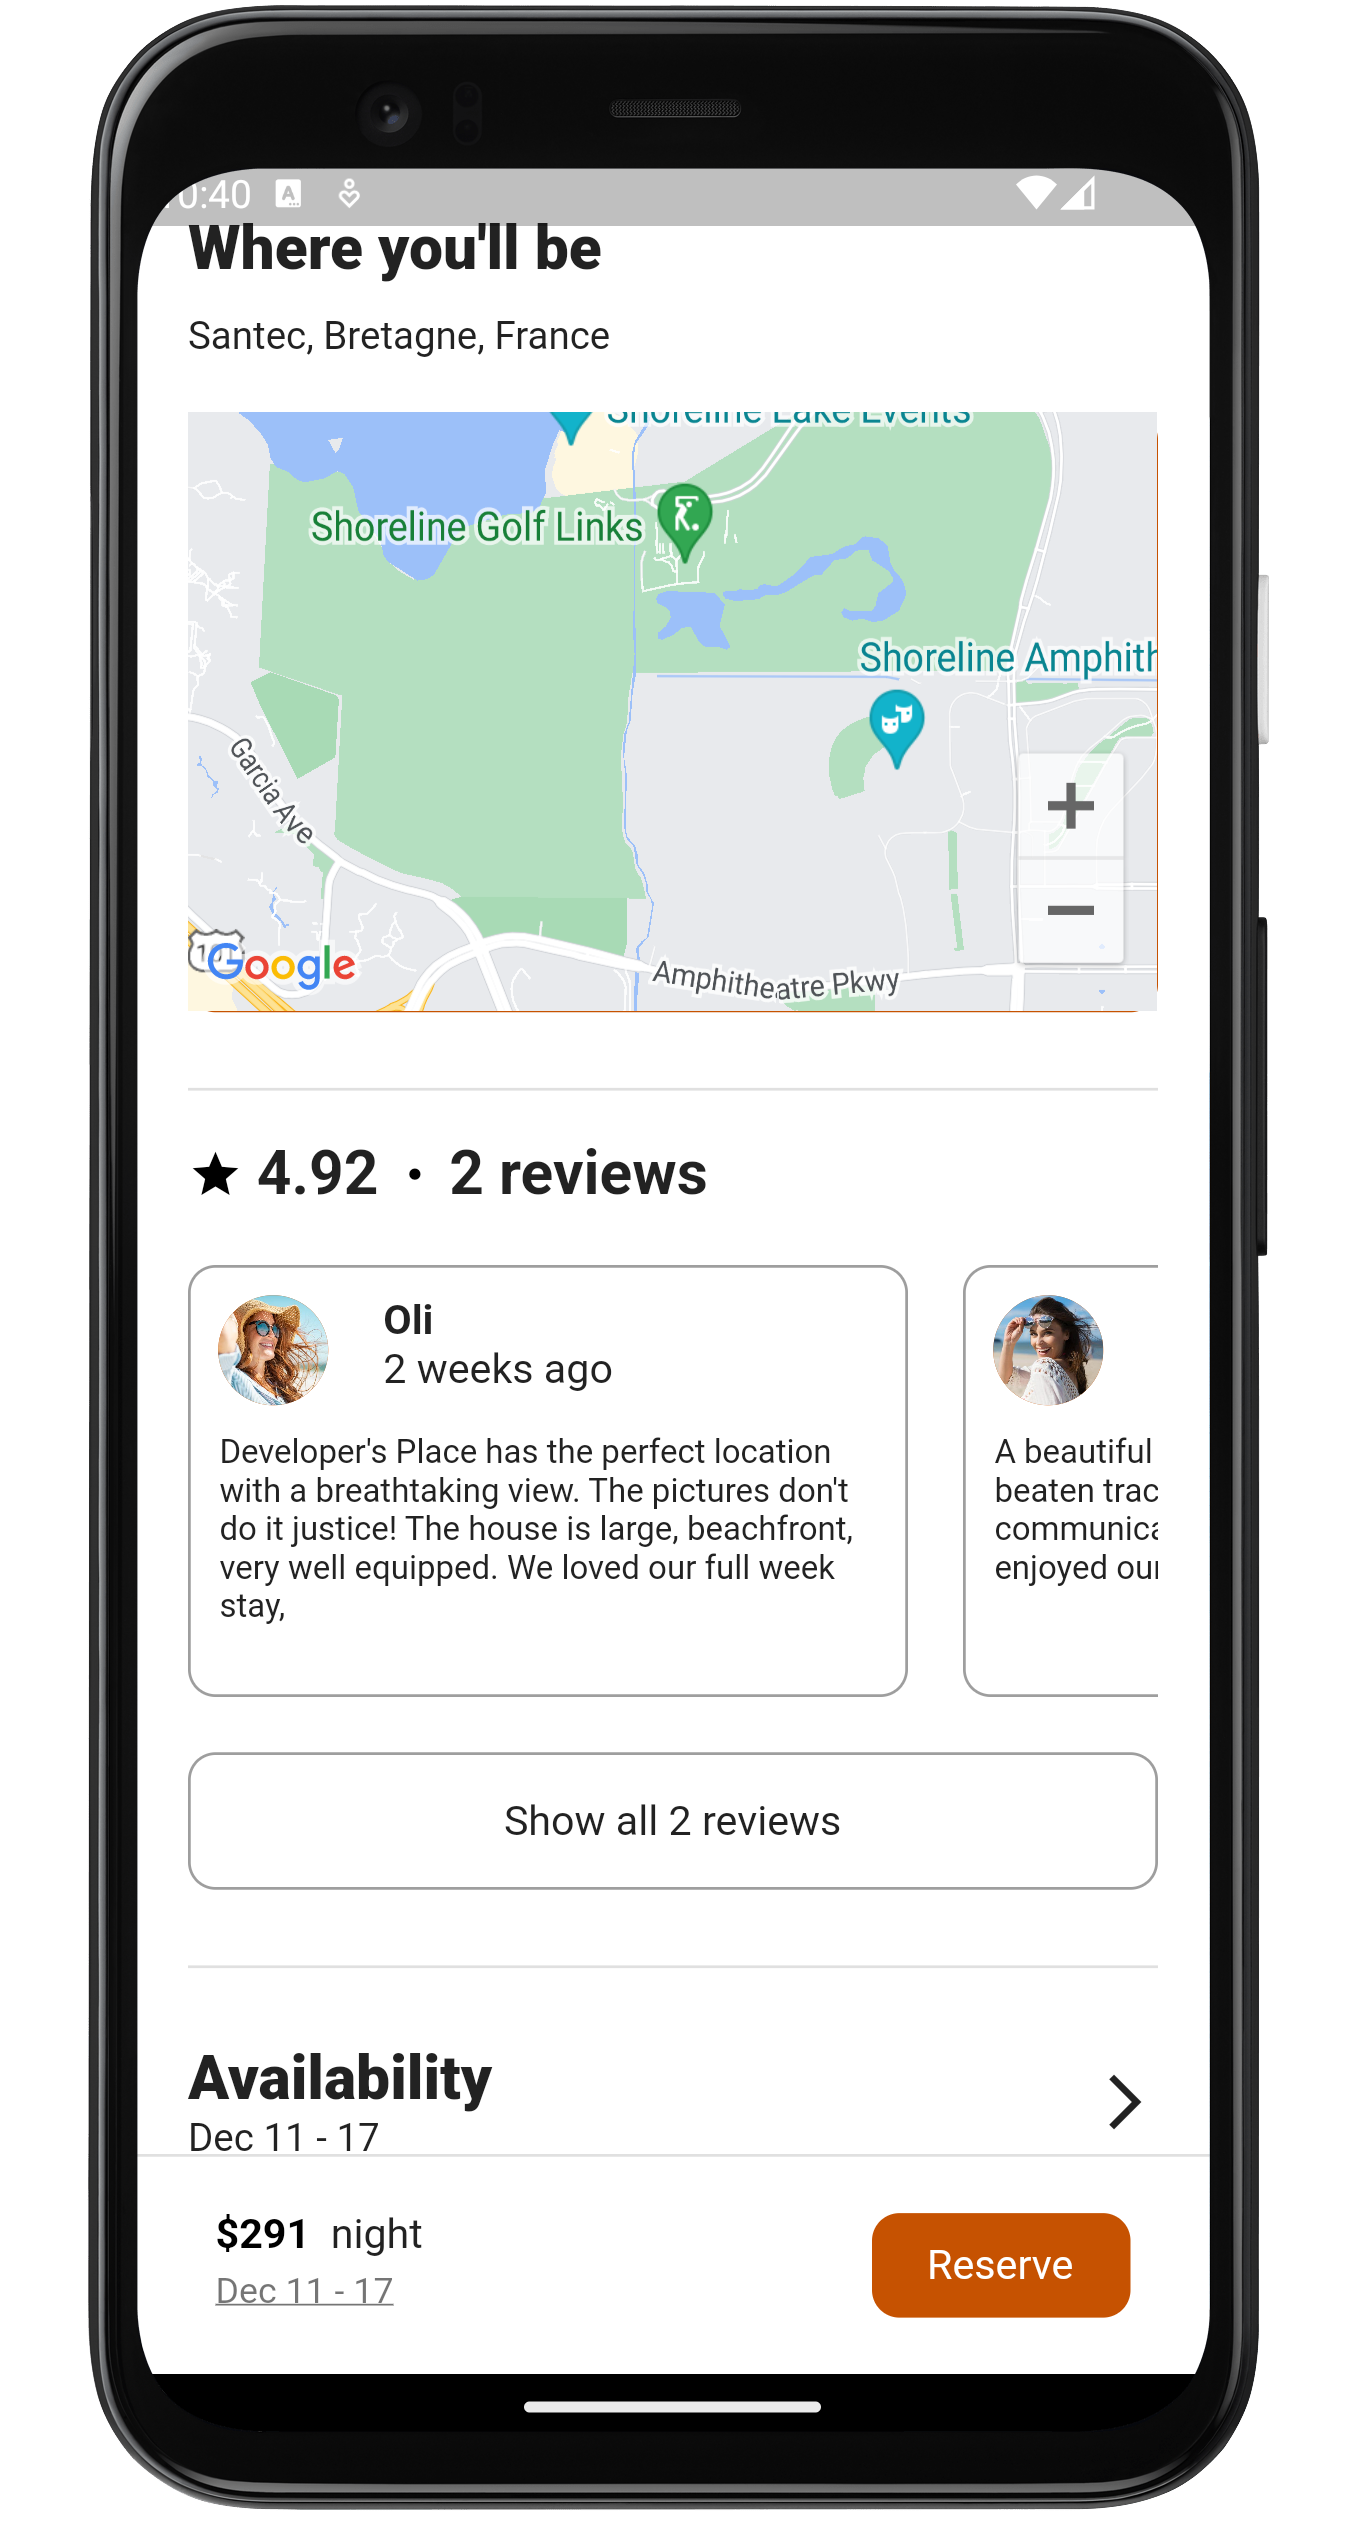 0:40
Where you'll be
Santec, Bretagne, France
Shoreline Lake Events
Shoreline Golf Links
Shoreline Amphith
Garcia Ave
101
Google
Amphitheatre Pkwy
4.92 · 2 reviews
Oli
2 weeks ago
Developer's Place has the perfect location
with a breathtaking view. The pictures don't
do it justice! The house is large, beachfront,
very well equipped. We loved our full week
stay,
A beautiful
beaten trac
communica
enjoyed our
Show all 2 reviews
Availability
Dec 11 - 17
$291 night
Dec 11 - 17
Reserve